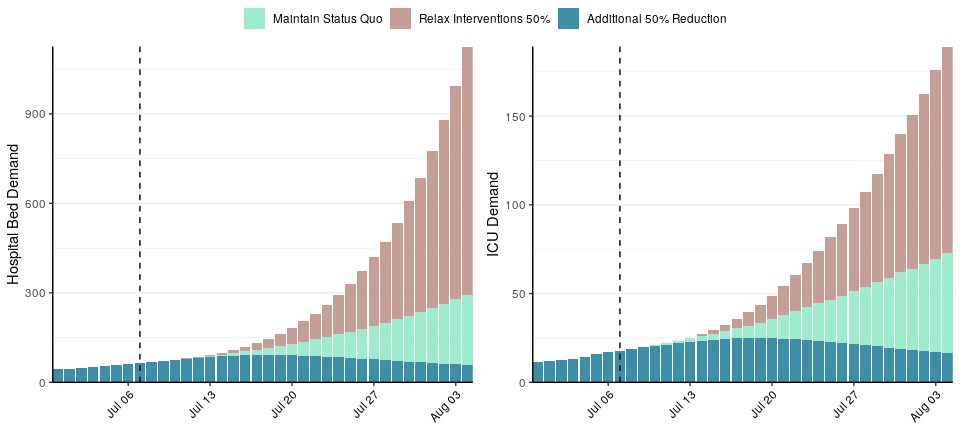 Maintain Status Quo Relax Interventions 50% Additional 50% Reduction
Hospital Bed Demand
900
600
300
0
Jul 06 Jul 13 Jul 20 Jul 27 Aug 03
ICU Demand
150
100
50
0
Jul 06 Jul 13 Jul 20 Jul 27 Aug 03